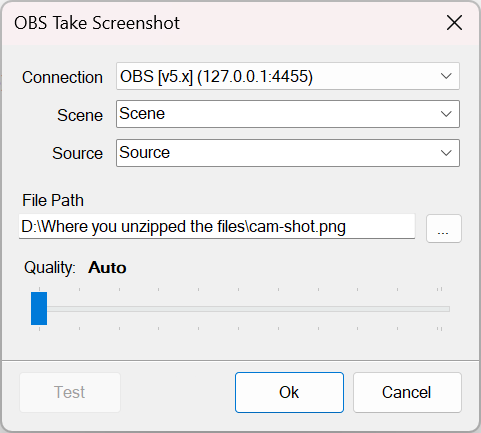 OBS Take Screenshot
Connection OBS [v5.x] (127.0.0.1:4455)
Scene Scene
Source Source
File Path
D:\Where you unzipped the files\cam-shot.png ...
Quality: Auto
Test Ok Cancel